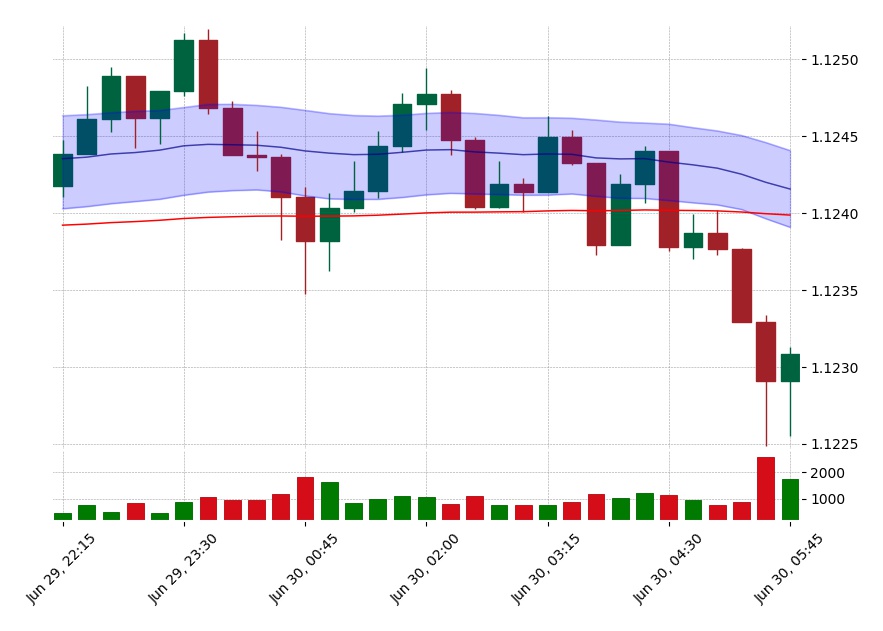 1.1250
1.1245
1.1240
1.1235
1.1230
1.1225
2000
1000
Jun 29, 22:15
Jun 29, 23:30
Jun 30, 00:45
Jun 30, 02:00
Jun 30, 03:15
Jun 30, 04:30
Jun 30, 05:45